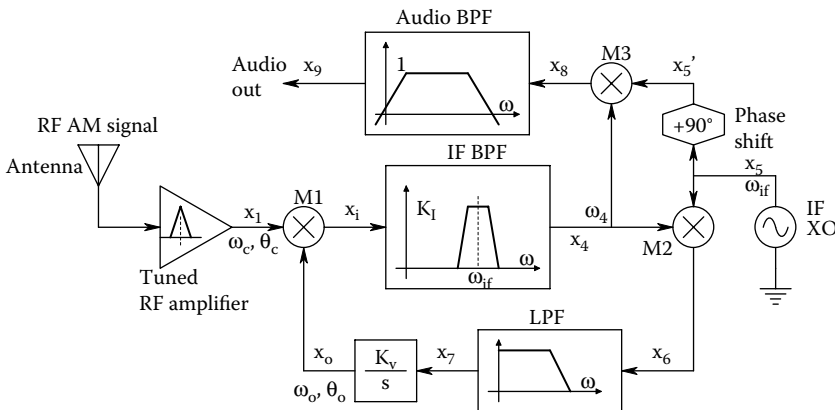 Audio BPF
M3
Audio
out
x9
1
ω
x8
x5'
+90°
Phase
shift
RF AM signal
Antenna
IF BPF
x5
ωif
x1
M1
xi
KI
ω4
ωc, θc
x4
M2
IF
XO
ω
ωif
Tuned
RF amplifier
LPF
xo
Kv
s
x7
x6
ω
ωo, θo